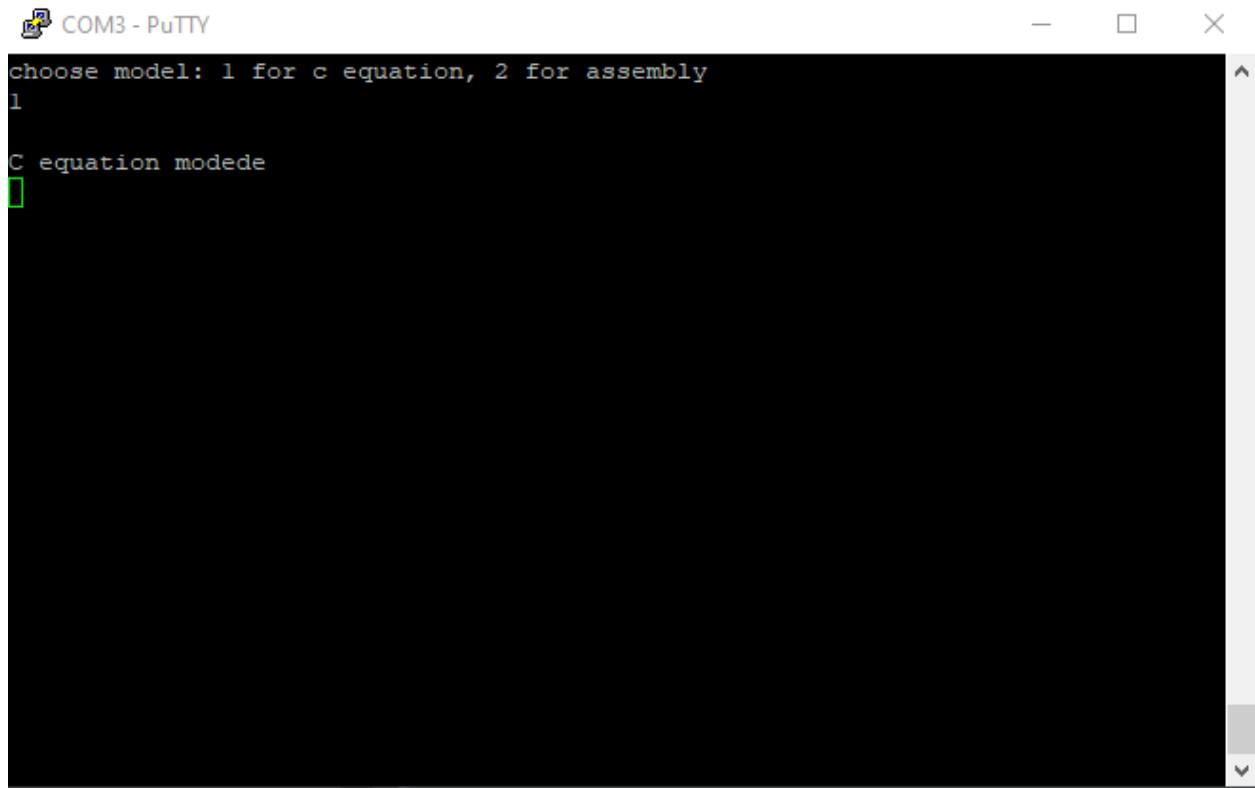 COM3 - PuTTY
choose model: 1 for c equation, 2 for assembly
1
C equation modede